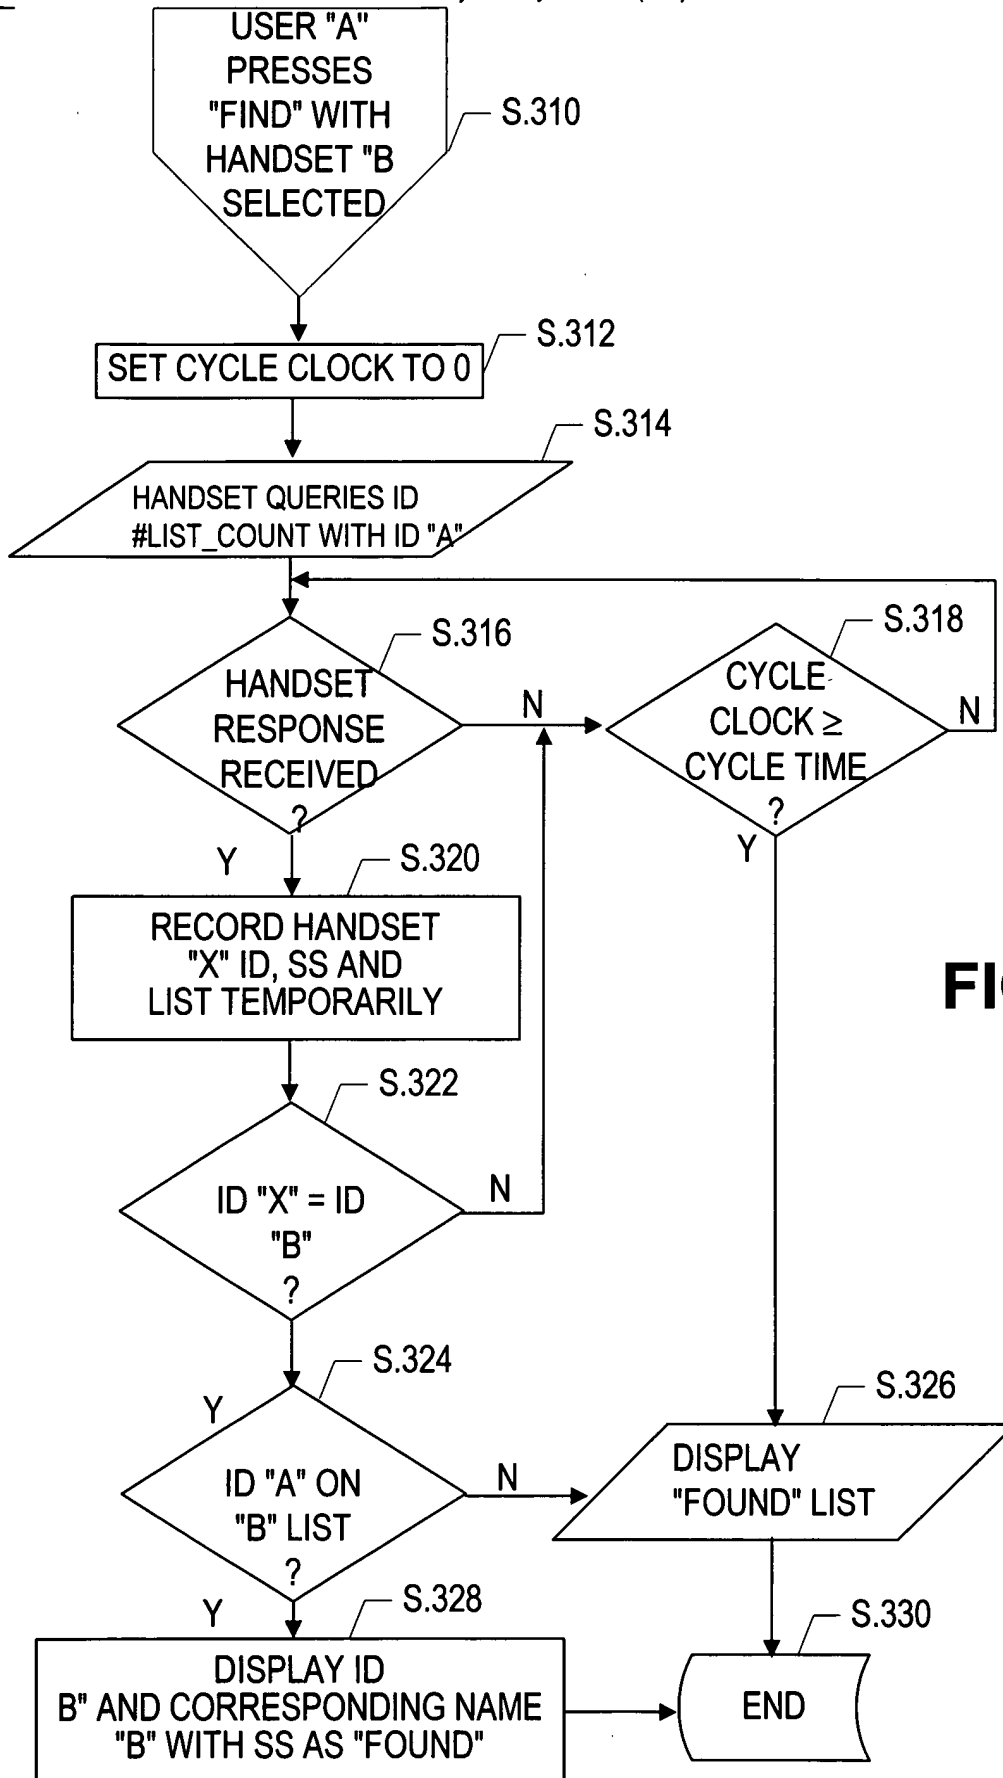 USER "A"
PRESSES
"FIND" WITH
HANDSET "B
SELECTED
S.310
S.312
SET CYCLE CLOCK TO 0
S.314
HANDSET QUERIES ID
#LIST_COUNT WITH ID "A"
S.316
HANDSET
RESPONSE
RECEIVED
?
N
Y
S.318
CYCLE
CLOCK ≥
CYCLE TIME
?
N
Y
S.320
RECORD HANDSET
"X" ID, SS AND
LIST TEMPORARILY
FIG
S.322
ID "X" = ID
"B"
?
N
Y
S.324
ID "A" ON
"B" LIST
?
N
Y
S.326
DISPLAY
"FOUND" LIST
S.328
DISPLAY ID
B" AND CORRESPONDING NAME
"B" WITH SS AS "FOUND"
S.330
END